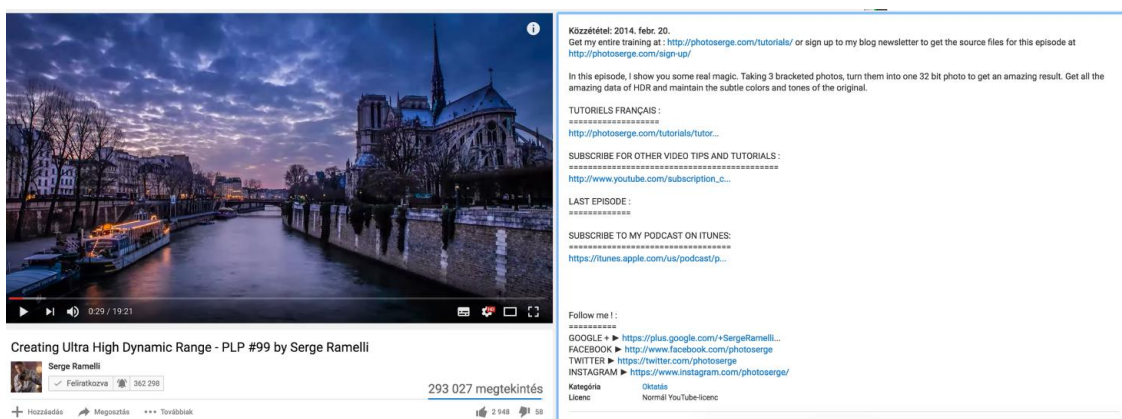 0:29 / 19:21
Creating Ultra High Dynamic Range - PLP #99 by Serge Ramelli
Serge Ramelli
Feliratkozva 362 298
293 027 megtekintés
Hozzáadás Megosztás Továbbiak
2 948 58
Közzététel: 2014. febr. 20.
Get my entire training at : http://photoserge.com/tutorials/ or sign up to my blog newsletter to get the source files for this episode at
http://photoserge.com/sign-up/
In this episode, I show you some real magic. Taking 3 bracketed photos, turn them into one 32 bit photo to get an amazing result. Get all the
amazing data of HDR and maintain the subtle colors and tones of the original.
TUTORIELS FRANÇAIS :
===================
http://photoserge.com/tutorials/tutor...
SUBSCRIBE FOR OTHER VIDEO TIPS AND TUTORIALS :
============================================
http://www.youtube.com/subscription_c...
LAST EPISODE :
=============
SUBSCRIBE TO MY PODCAST ON ITUNES:
==================================
https://itunes.apple.com/us/podcast/p...
Follow me ! :
==========
GOOGLE + ► https://plus.google.com/+SergeRamelli...
FACEBOOK ► http://www.facebook.com/photoserge
TWITTER ► https://twitter.com/photoserge
INSTAGRAM ► https://www.instagram.com/photoserge/
Kategória Oktatás
Licenc Normál YouTube-licenc